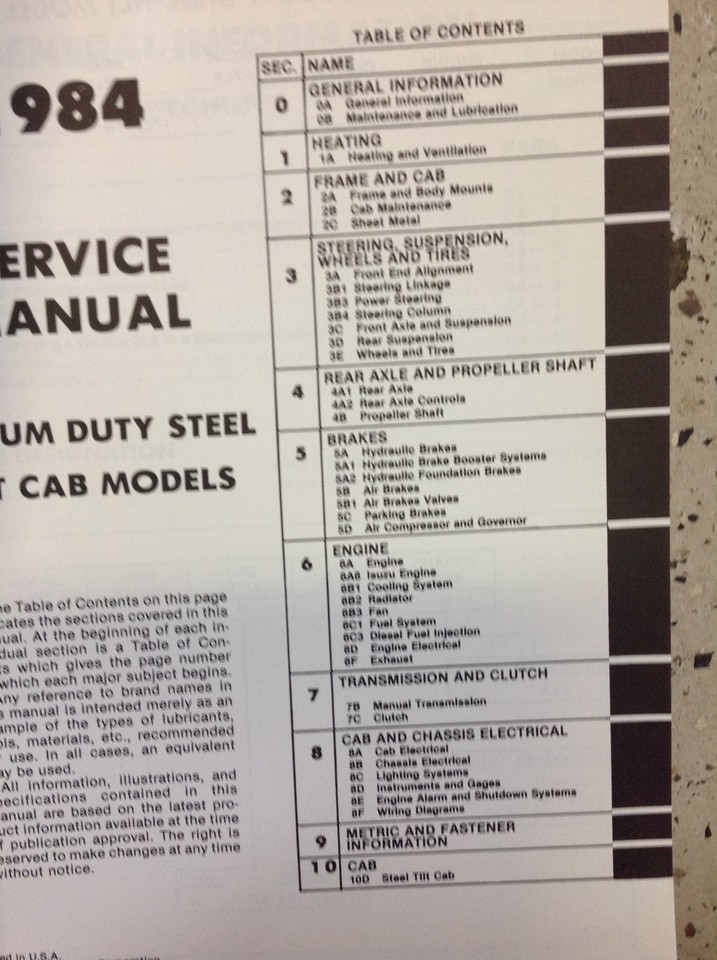 984
ERVICE
ANUAL
UM DUTY STEEL
T CAB MODELS
he Table of Contents on this page
cates the sections covered in this
ual. At the beginning of each in-
dual section is a Table of Con-
s which gives the page number
which each major subject begins.
Any reference to brand names in
s manual is intended merely as an
ample of the types of lubricants,
ols, materials, etc., recommended
use. In all cases, an equivalent
ay be used.
All information, illustrations, and
pecifications contained in this
anual are based on the latest pro-
uct information available at the time
f publication approval. The right is
eserved to make changes at any time
without notice.
ed in U.S.A.
Corporation
TABLE OF CONTENTS
SEC. NAME
0 GENERAL INFORMATION
0A General Information
0B Maintenance and Lubrication
1 HEATING
1A Heating and Ventilation
2 FRAME AND CAB
2A Frame and Body Mounts
2B Cab Maintenance
2C Sheet Metal
3 STEERING, SUSPENSION,
WHEELS AND TIRES
3A Front End Alignment
3B1 Steering Linkage
3B3 Power Steering
3B4 Steering Column
3C Front Axle and Suspension
3D Rear Suspension
3E Wheels and Tires
4 REAR AXLE AND PROPELLER SHAFT
4A1 Rear Axle
4A2 Rear Axle Controls
4B Propeller Shaft
5 BRAKES
5A Hydraulic Brakes
5A1 Hydraulic Brake Booster Systems
5A2 Hydraulic Foundation Brakes
5B Air Brakes
5B1 Air Brakes Valves
5C Parking Brakes
5D Air Compressor and Governor
6 ENGINE
6A Engine
6A6 Isuzu Engine
6B1 Cooling System
6B2 Radiator
6B3 Fan
6C1 Fuel System
6C3 Diesel Fuel Injection
6D Engine Electrical
6F Exhaust
7 TRANSMISSION AND CLUTCH
7B Manual Transmission
7C Clutch
8 CAB AND CHASSIS ELECTRICAL
8A Cab Electrical
8B Chassis Electrical
8C Lighting Systems
8D Instruments and Gages
8E Engine Alarm and Shutdown Systems
8F Wiring Diagrams
9 METRIC AND FASTENER
INFORMATION
10 CAB
10D Steel Tilt Cab